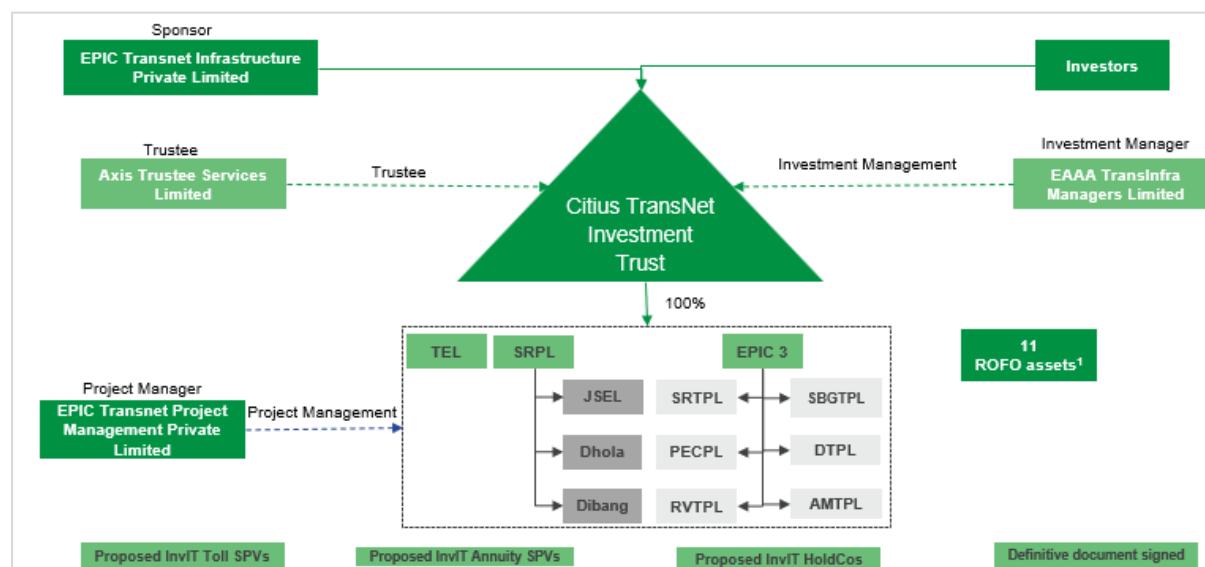 Sponsor
EPIC Transnet Infrastructure
Private Limited
Investors
Trustee
Axis Trustee Services
Limited
Trustee
Investment Management
Investment Manager
EAAA TransInfra
Managers Limited
Citius TransNet
Investment
Trust
100%
TEL
SRPL
EPIC 3
11
ROFO assets¹
JSEL
SRTPL
SBGTPL
Project Manager
EPIC Transnet Project
Management Private
Limited
Project Management
Dhola
PECPL
DTPL
Dibang
RVTPL
AMTPL
Proposed InvIT Toll SPVs
Proposed InvIT Annuity SPVs
Proposed InvIT HoldCos
Definitive document signed